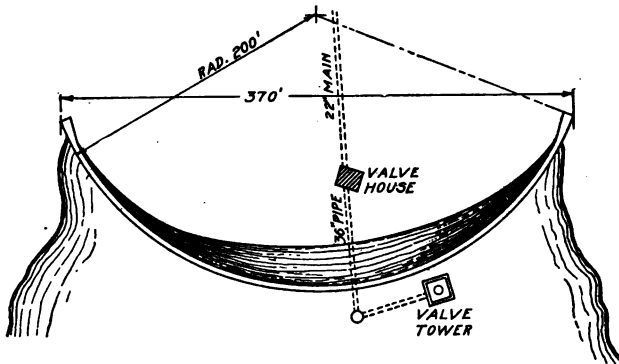 RAD. 200'
370'
22" MAIN
VALVE
HOUSE
36" PIPE
VALVE
TOWER